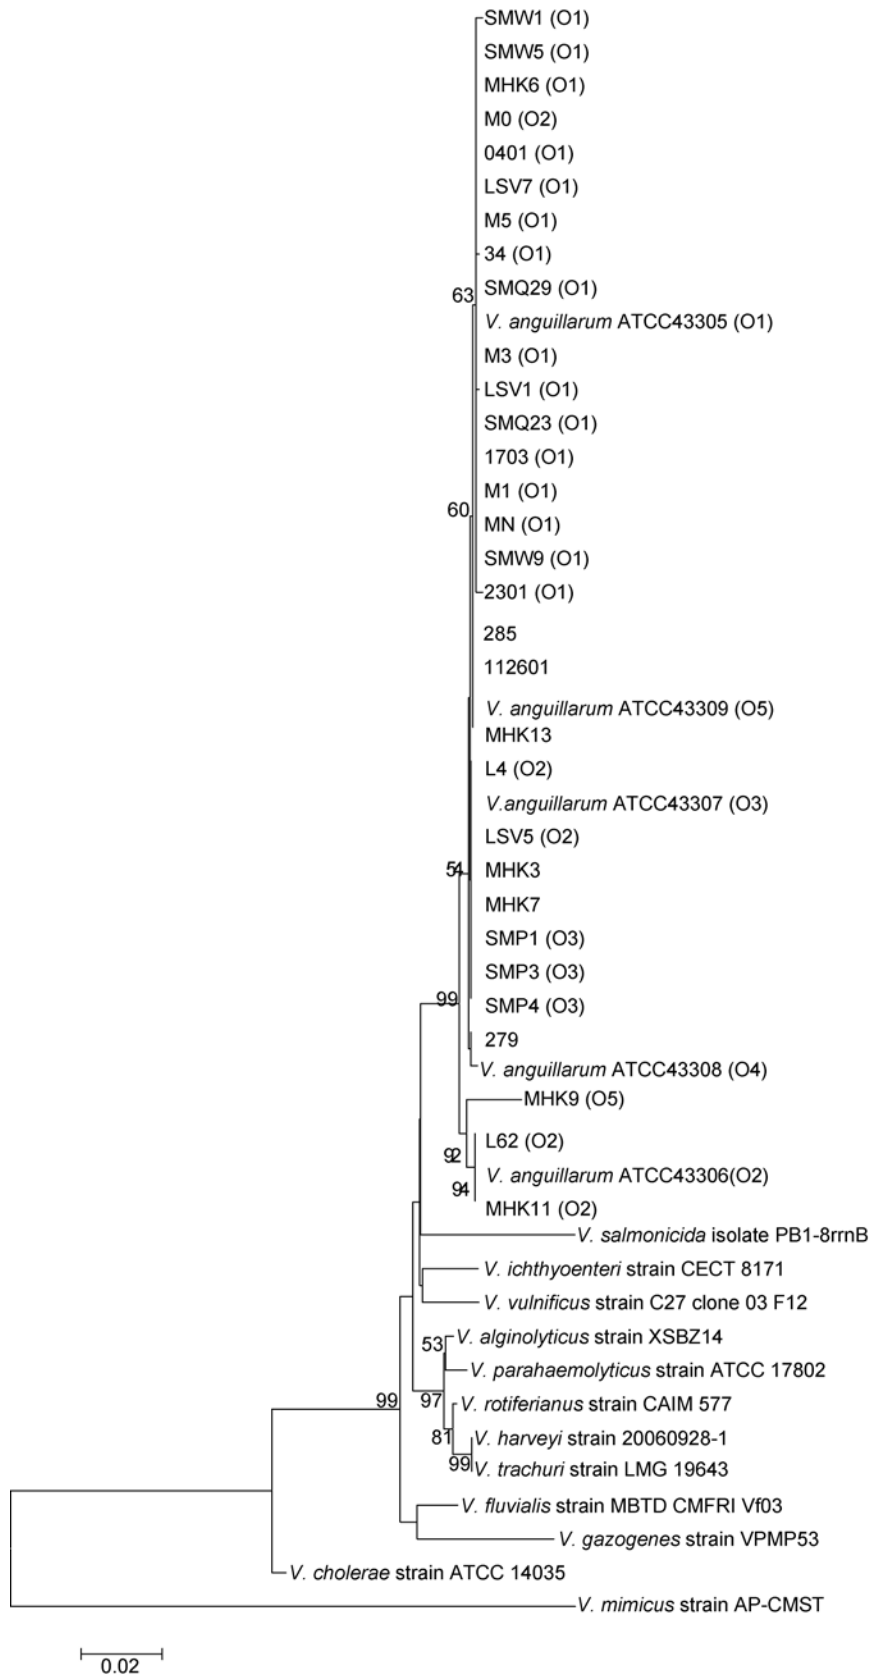 SMW1 (O1)
SMW5 (O1)
MHK6 (O1)
M0 (O2)
0401 (O1)
LSV7 (O1)
M5 (O1)
34 (O1)
SMQ29 (O1)
63
V. anguillarum ATCC43305 (O1)
M3 (O1)
LSV1 (O1)
SMQ23 (O1)
1703 (O1)
M1 (O1)
60
MN (O1)
SMW9 (O1)
2301 (O1)
285
112601
V. anguillarum ATCC43309 (O5)
MHK13
L4 (O2)
V.anguillarum ATCC43307 (O3)
LSV5 (O2)
54
MHK3
MHK7
SMP1 (O3)
SMP3 (O3)
99
SMP4 (O3)
279
V. anguillarum ATCC43308 (O4)
MHK9 (O5)
L62 (O2)
92
V. anguillarum ATCC43306(O2)
94
MHK11 (O2)
V. salmonicida isolate PB1-8rrnB
V. ichthyoenteri strain CECT 8171
V. vulnificus strain C27 clone 03 F12
V. alginolyticus strain XSBZ14
53
V. parahaemolyticus strain ATCC 17802
99
97
V. rotiferianus strain CAIM 577
81
V. harveyi strain 20060928-1
99
V. trachuri strain LMG 19643
V. fluvialis strain MBTD CMFRI Vf03
V. gazogenes strain VPMP53
V. cholerae strain ATCC 14035
V. mimicus strain AP-CMST
0.02